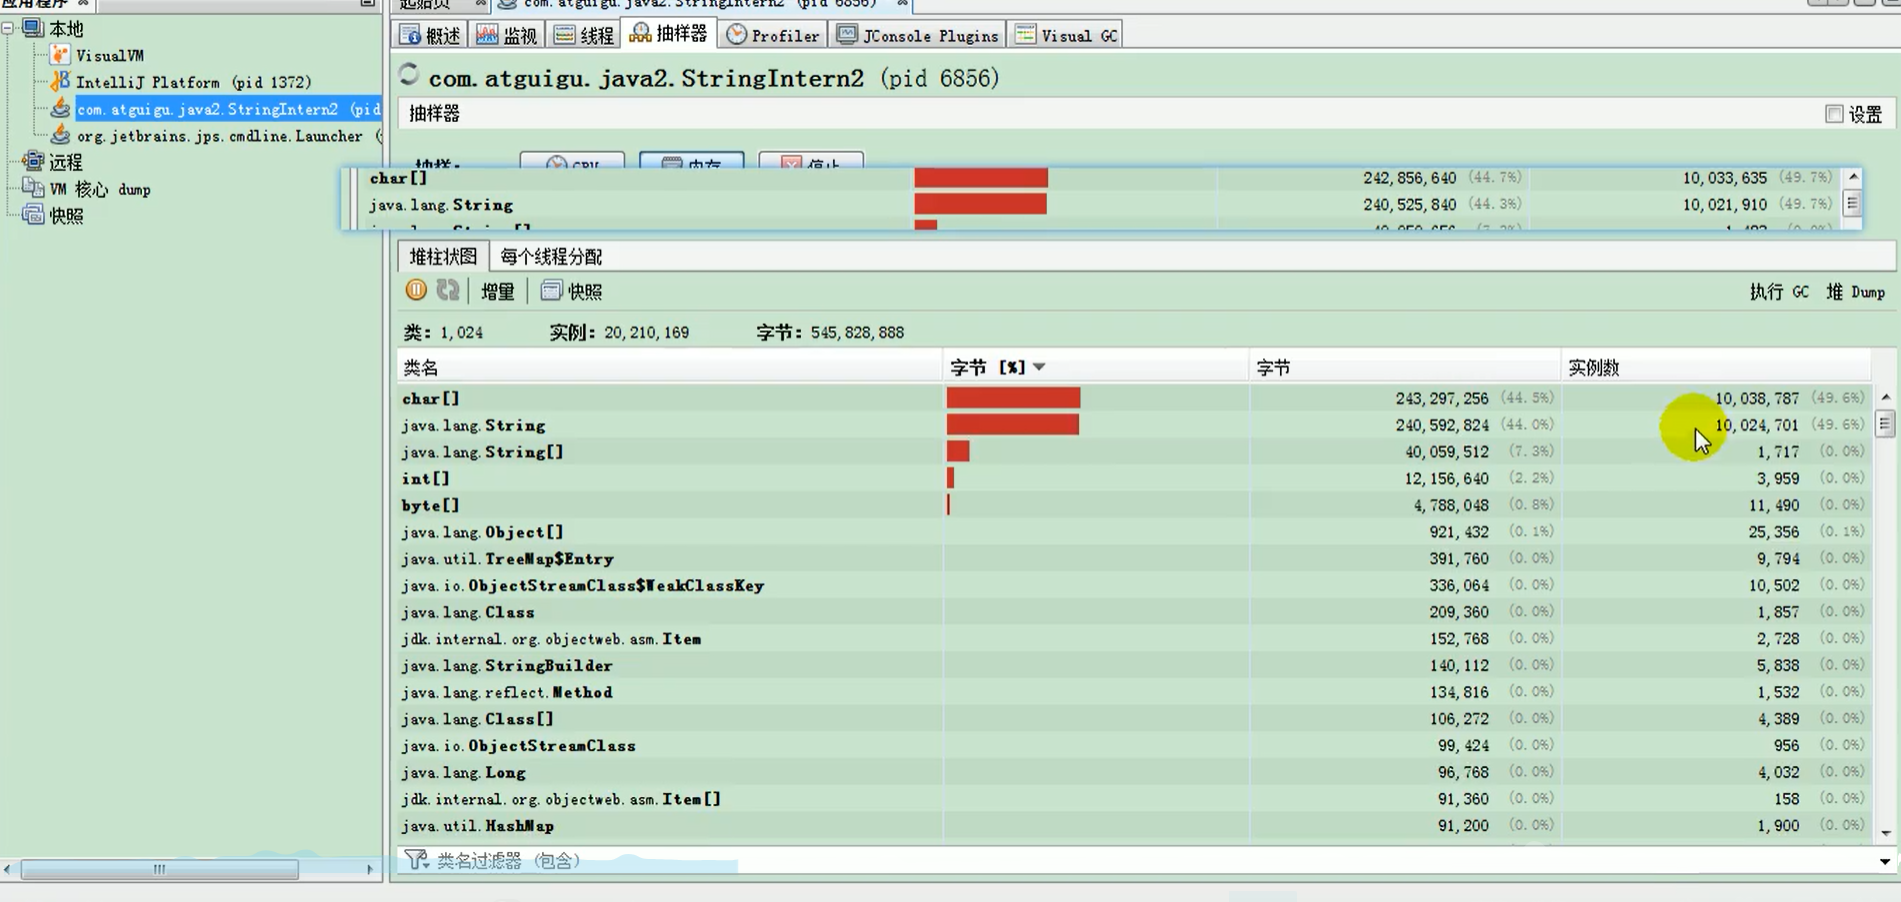 应用程序
起始页 com.atguigu.java2.StringIntern2 (pid 6856)
本地
VisualVM
IntelliJ Platform (pid 1372)
com.atguigu.java2.StringIntern2 (pid
org.jetbrains.jps.cmdline.Launcher (
远程
VM 核心 dump
快照
概述 监视 线程 抽样器 Profiler JConsole Plugins Visual GC
com.atguigu.java2.StringIntern2 (pid 6856)
抽样器 设置
抽样: CPU 内存 停止
char[] 242,856,640 (44.7%) 10,033,635 (49.7%)
java.lang.String 240,525,840 (44.3%) 10,021,910 (49.7%)
堆柱状图 每个线程分配
增量 快照 执行 GC 堆 Dump
类: 1,024 实例: 20,210,169 字节: 545,828,888
类名 字节 [%] 字节 实例数
char[] 243,297,256 (44.5%) 10,038,787 (49.6%)
java.lang.String 240,592,824 (44.0%) 10,024,701 (49.6%)
java.lang.String[] 40,059,512 (7.3%) 1,717 (0.0%)
int[] 12,156,640 (2.2%) 3,959 (0.0%)
byte[] 4,788,048 (0.8%) 11,490 (0.0%)
java.lang.Object[] 921,432 (0.1%) 25,356 (0.1%)
java.util.TreeMap$Entry 391,760 (0.0%) 9,794 (0.0%)
java.io.ObjectStreamClass$WeakClassKey 336,064 (0.0%) 10,502 (0.0%)
java.lang.Class 209,360 (0.0%) 1,857 (0.0%)
jdk.internal.org.objectweb.asm.Item 152,768 (0.0%) 2,728 (0.0%)
java.lang.StringBuilder 140,112 (0.0%) 5,838 (0.0%)
java.lang.reflect.Method 134,816 (0.0%) 1,532 (0.0%)
java.lang.Class[] 106,272 (0.0%) 4,389 (0.0%)
java.io.ObjectStreamClass 99,424 (0.0%) 956 (0.0%)
java.lang.Long 96,768 (0.0%) 4,032 (0.0%)
jdk.internal.org.objectweb.asm.Item[] 91,360 (0.0%) 158 (0.0%)
java.util.HashMap 91,200 (0.0%) 1,900 (0.0%)
类名过滤器 (包含)